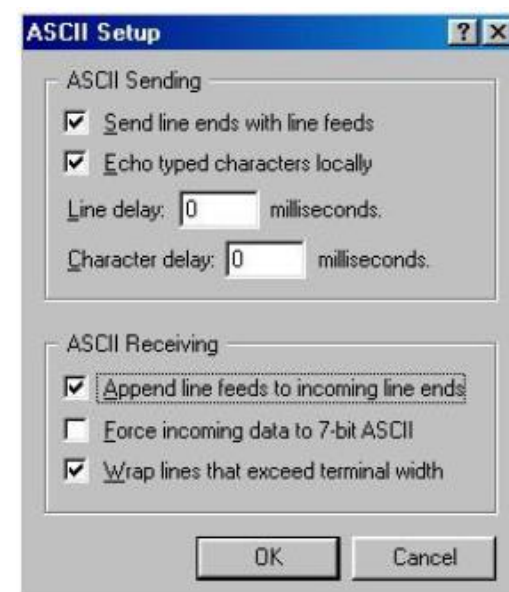 ASCII Setup
ASCII Sending
Send line ends with line feeds
Echo typed characters locally
Line delay: 0 milliseconds.
Character delay: 0 milliseconds.
ASCII Receiving
Append line feeds to incoming line ends
Force incoming data to 7-bit ASCII
Wrap lines that exceed terminal width
OK Cancel